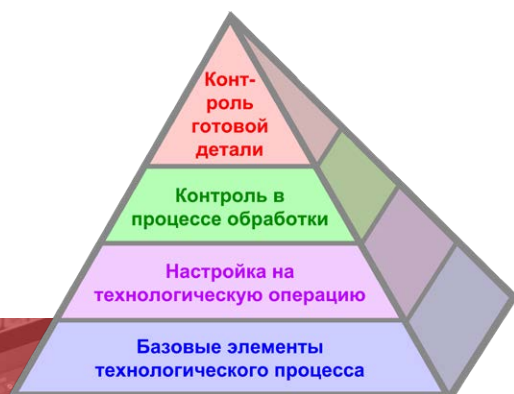 Конт-
роль
готовой
детали
Контроль в
процессе обработки
Настройка на
технологическую операцию
Базовые элементы
технологического процесса